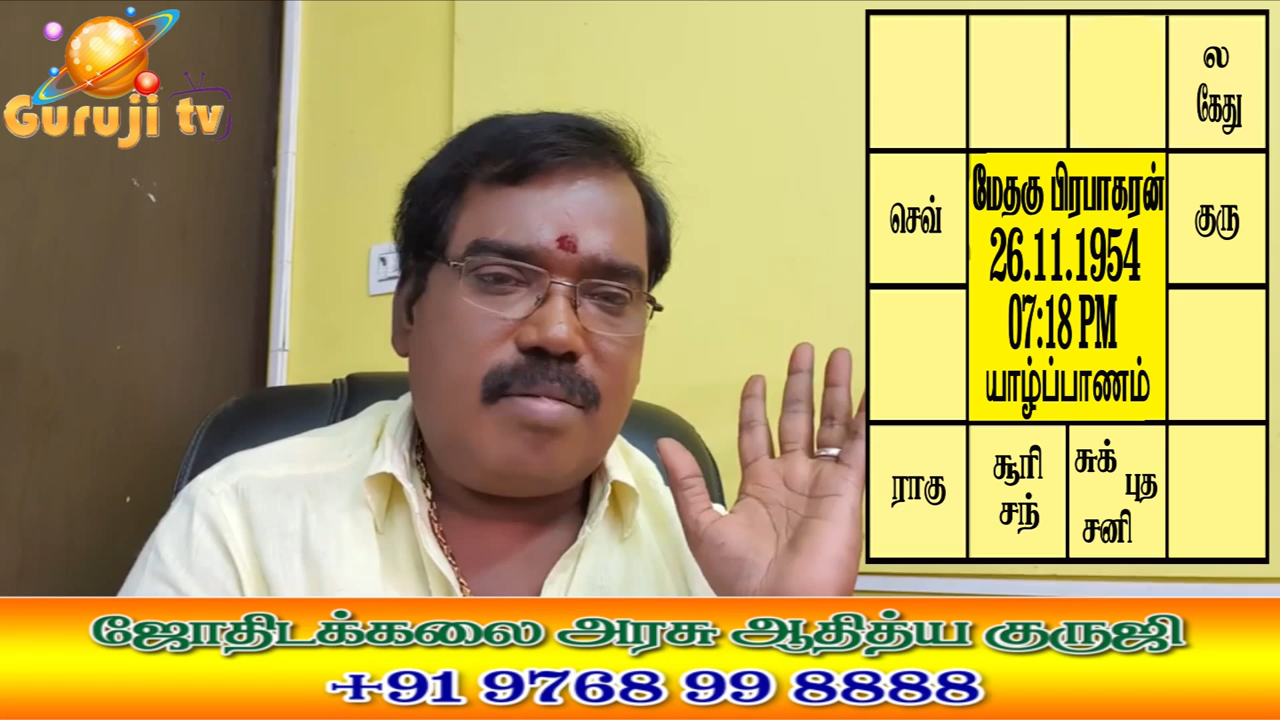 Guruji tv
ல
கேது
செவ்
குரு
மேதகு பிரபாகரன்
26.11.1954
07:18 PM
யாழ்ப்பாணம்
ராகு
சூரி
சந்
சுக்
புத
சனி
ஜோதிடக்கலை அரசு ஆதித்ய குருஜி
+91 9768 99 8888